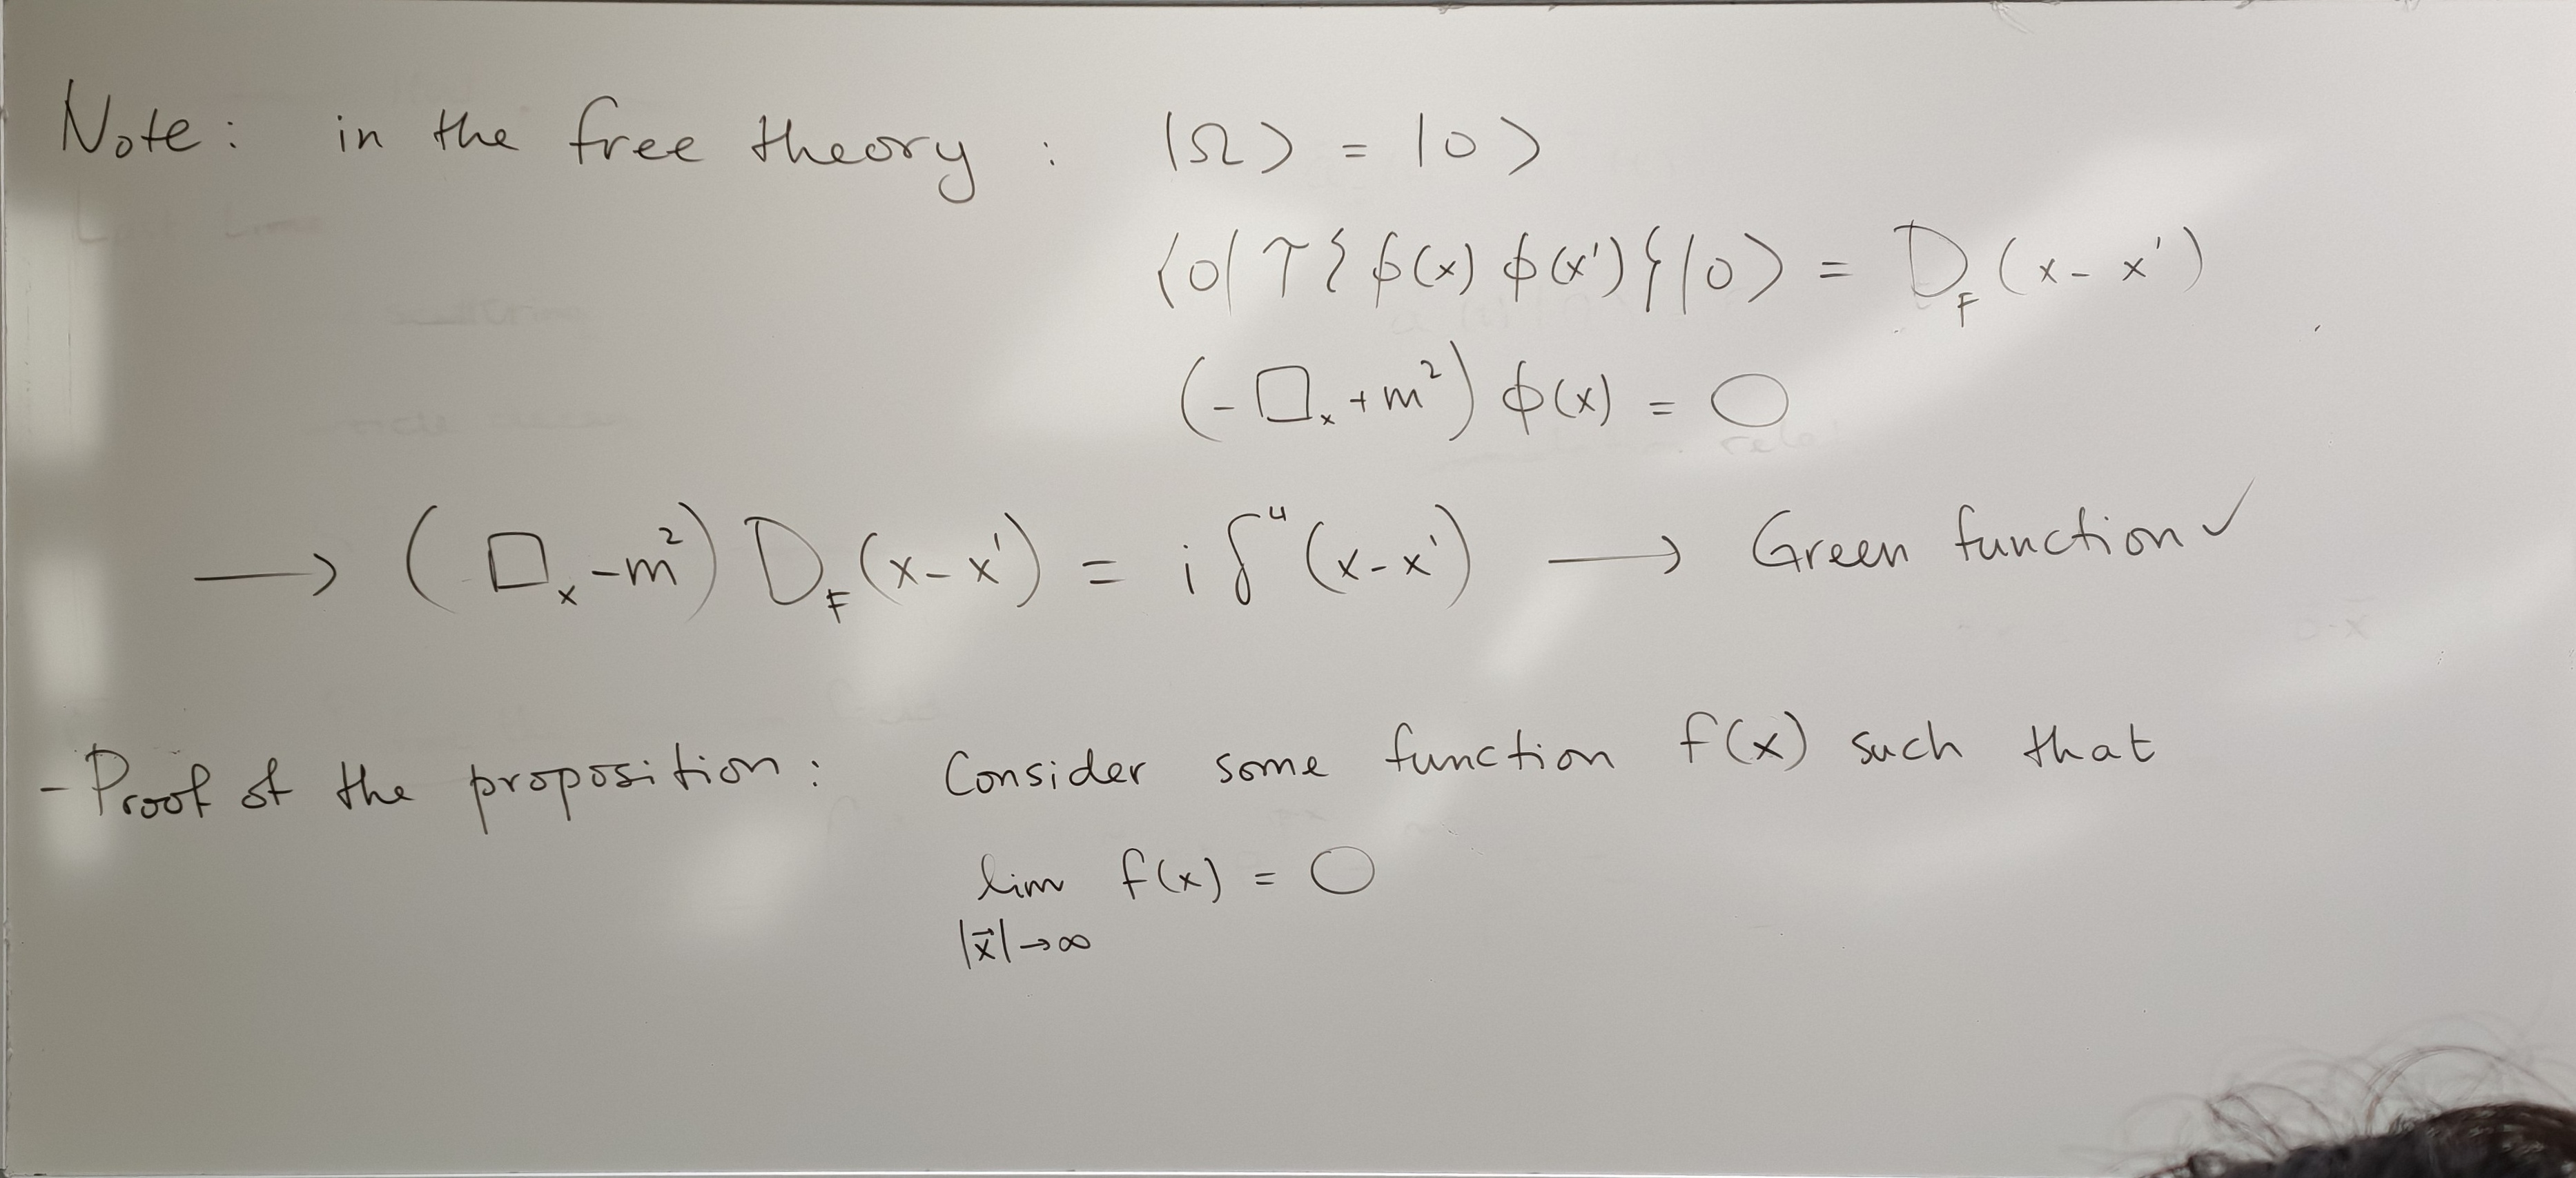 Note: in the free theory : |Ω> = |0>
<0|T{φ(x) φ(x')}|0> = D_F(x-x')
(-□_x+m²) φ(x) = 0
→ (□_x-m²) D_F(x-x') = i δ⁴(x-x') → Green function ✓
- Proof of the proposition: Consider some function f(x) such that
lim f(x) = 0
|x⃗|→∞